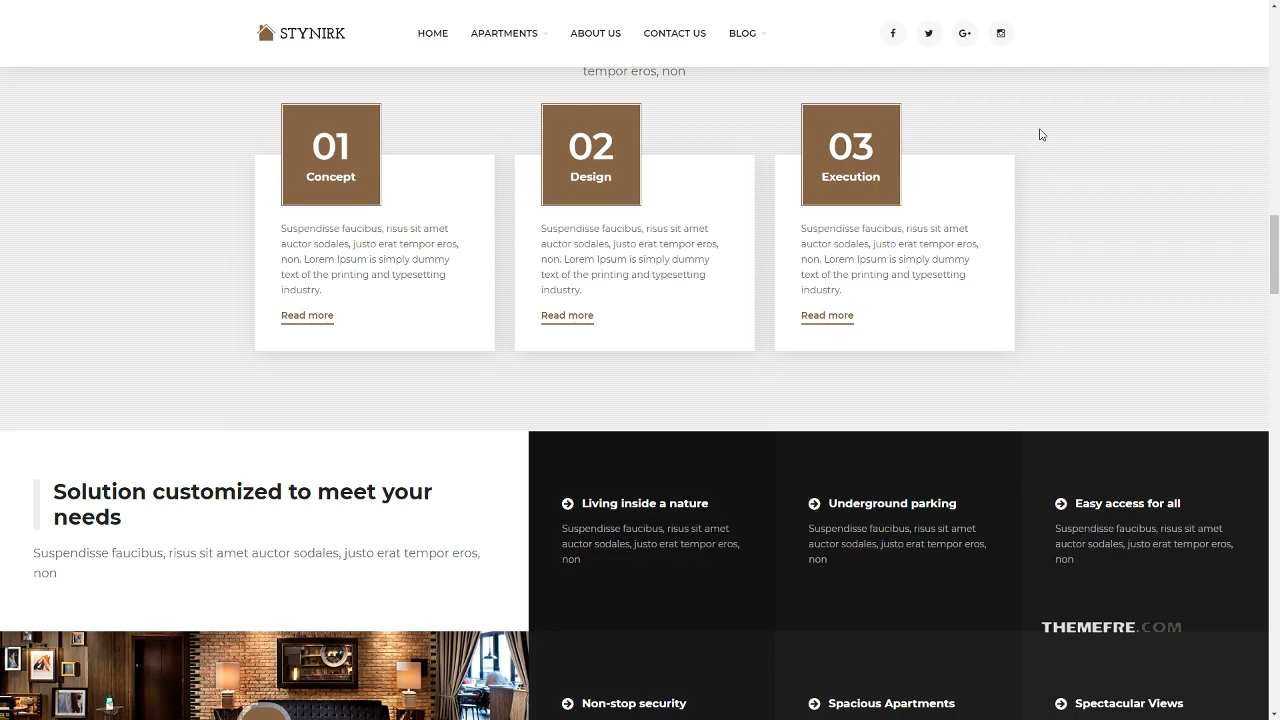 STYNIRK
HOME
APARTMENTS
ABOUT US
CONTACT US
BLOG
tempor eros, non
01
Concept
Suspendisse faucibus, risus sit amet
auctor sodales, justo erat tempor eros,
non. Lorem Ipsum is simply dummy
text of the printing and typesetting
industry.
Read more
02
Design
Suspendisse faucibus, risus sit amet
auctor sodales, justo erat tempor eros,
non. Lorem Ipsum is simply dummy
text of the printing and typesetting
industry.
Read more
03
Execution
Suspendisse faucibus, risus sit amet
auctor sodales, justo erat tempor eros,
non. Lorem Ipsum is simply dummy
text of the printing and typesetting
industry.
Read more
Solution customized to meet your
needs
Suspendisse faucibus, risus sit amet auctor sodales, justo erat tempor eros,
non
Living inside a nature
Suspendisse faucibus, risus sit amet
auctor sodales, justo erat tempor eros,
non
Underground parking
Suspendisse faucibus, risus sit amet
auctor sodales, justo erat tempor eros,
non
Easy access for all
Suspendisse faucibus, risus sit amet
auctor sodales, justo erat tempor eros,
non
THEMEFRE.COM
Non-stop security
Spacious Apartments
Spectacular Views